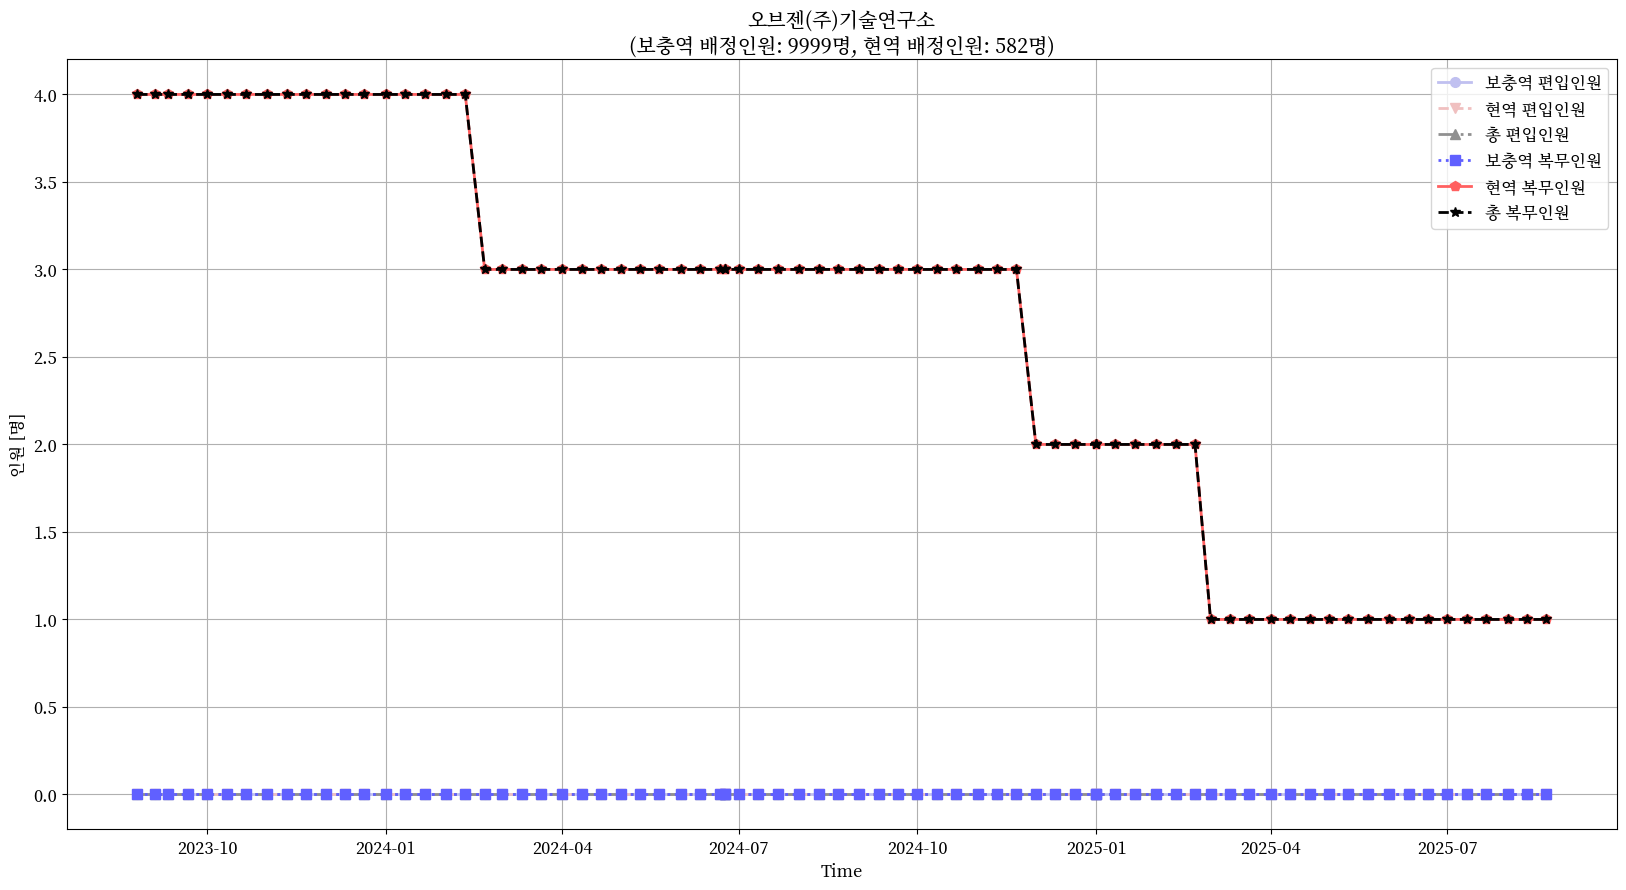 오브젠(주)기술연구소
(보충역 배정인원: 9999명, 현역 배정인원: 582명)
보충역 편입인원
현역 편입인원
총 편입인원
보충역 복무인원
현역 복무인원
총 복무인원
인원 [명]
4.0
3.5
3.0
2.5
2.0
1.5
1.0
0.5
0.0
2023-10
2024-01
2024-04
2024-07
2024-10
2025-01
2025-04
2025-07
Time